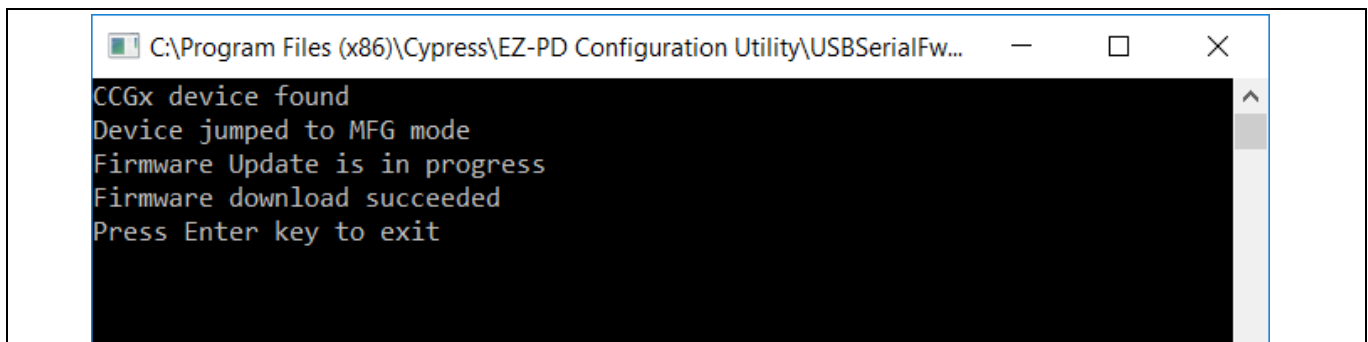 C:\Program Files (x86)\Cypress\EZ-PD Configuration Utility\USBSerialFw...
CCGx device found
Device jumped to MFG mode
Firmware Update is in progress
Firmware download succeeded
Press Enter key to exit